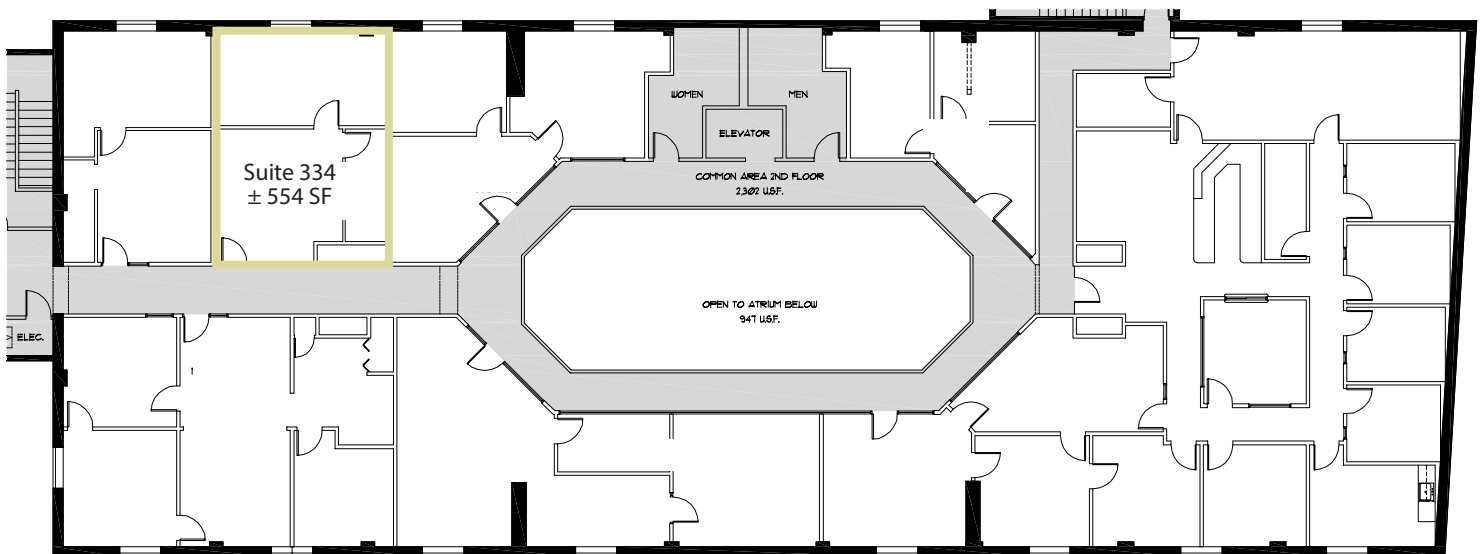 WOMEN
MEN
ELEVATOR
Suite 334
± 554 SF
COMMON AREA 2ND FLOOR
2,302 U.S.F.
OPEN TO ATRIUM BELOW
947 U.S.F.
ELEC.